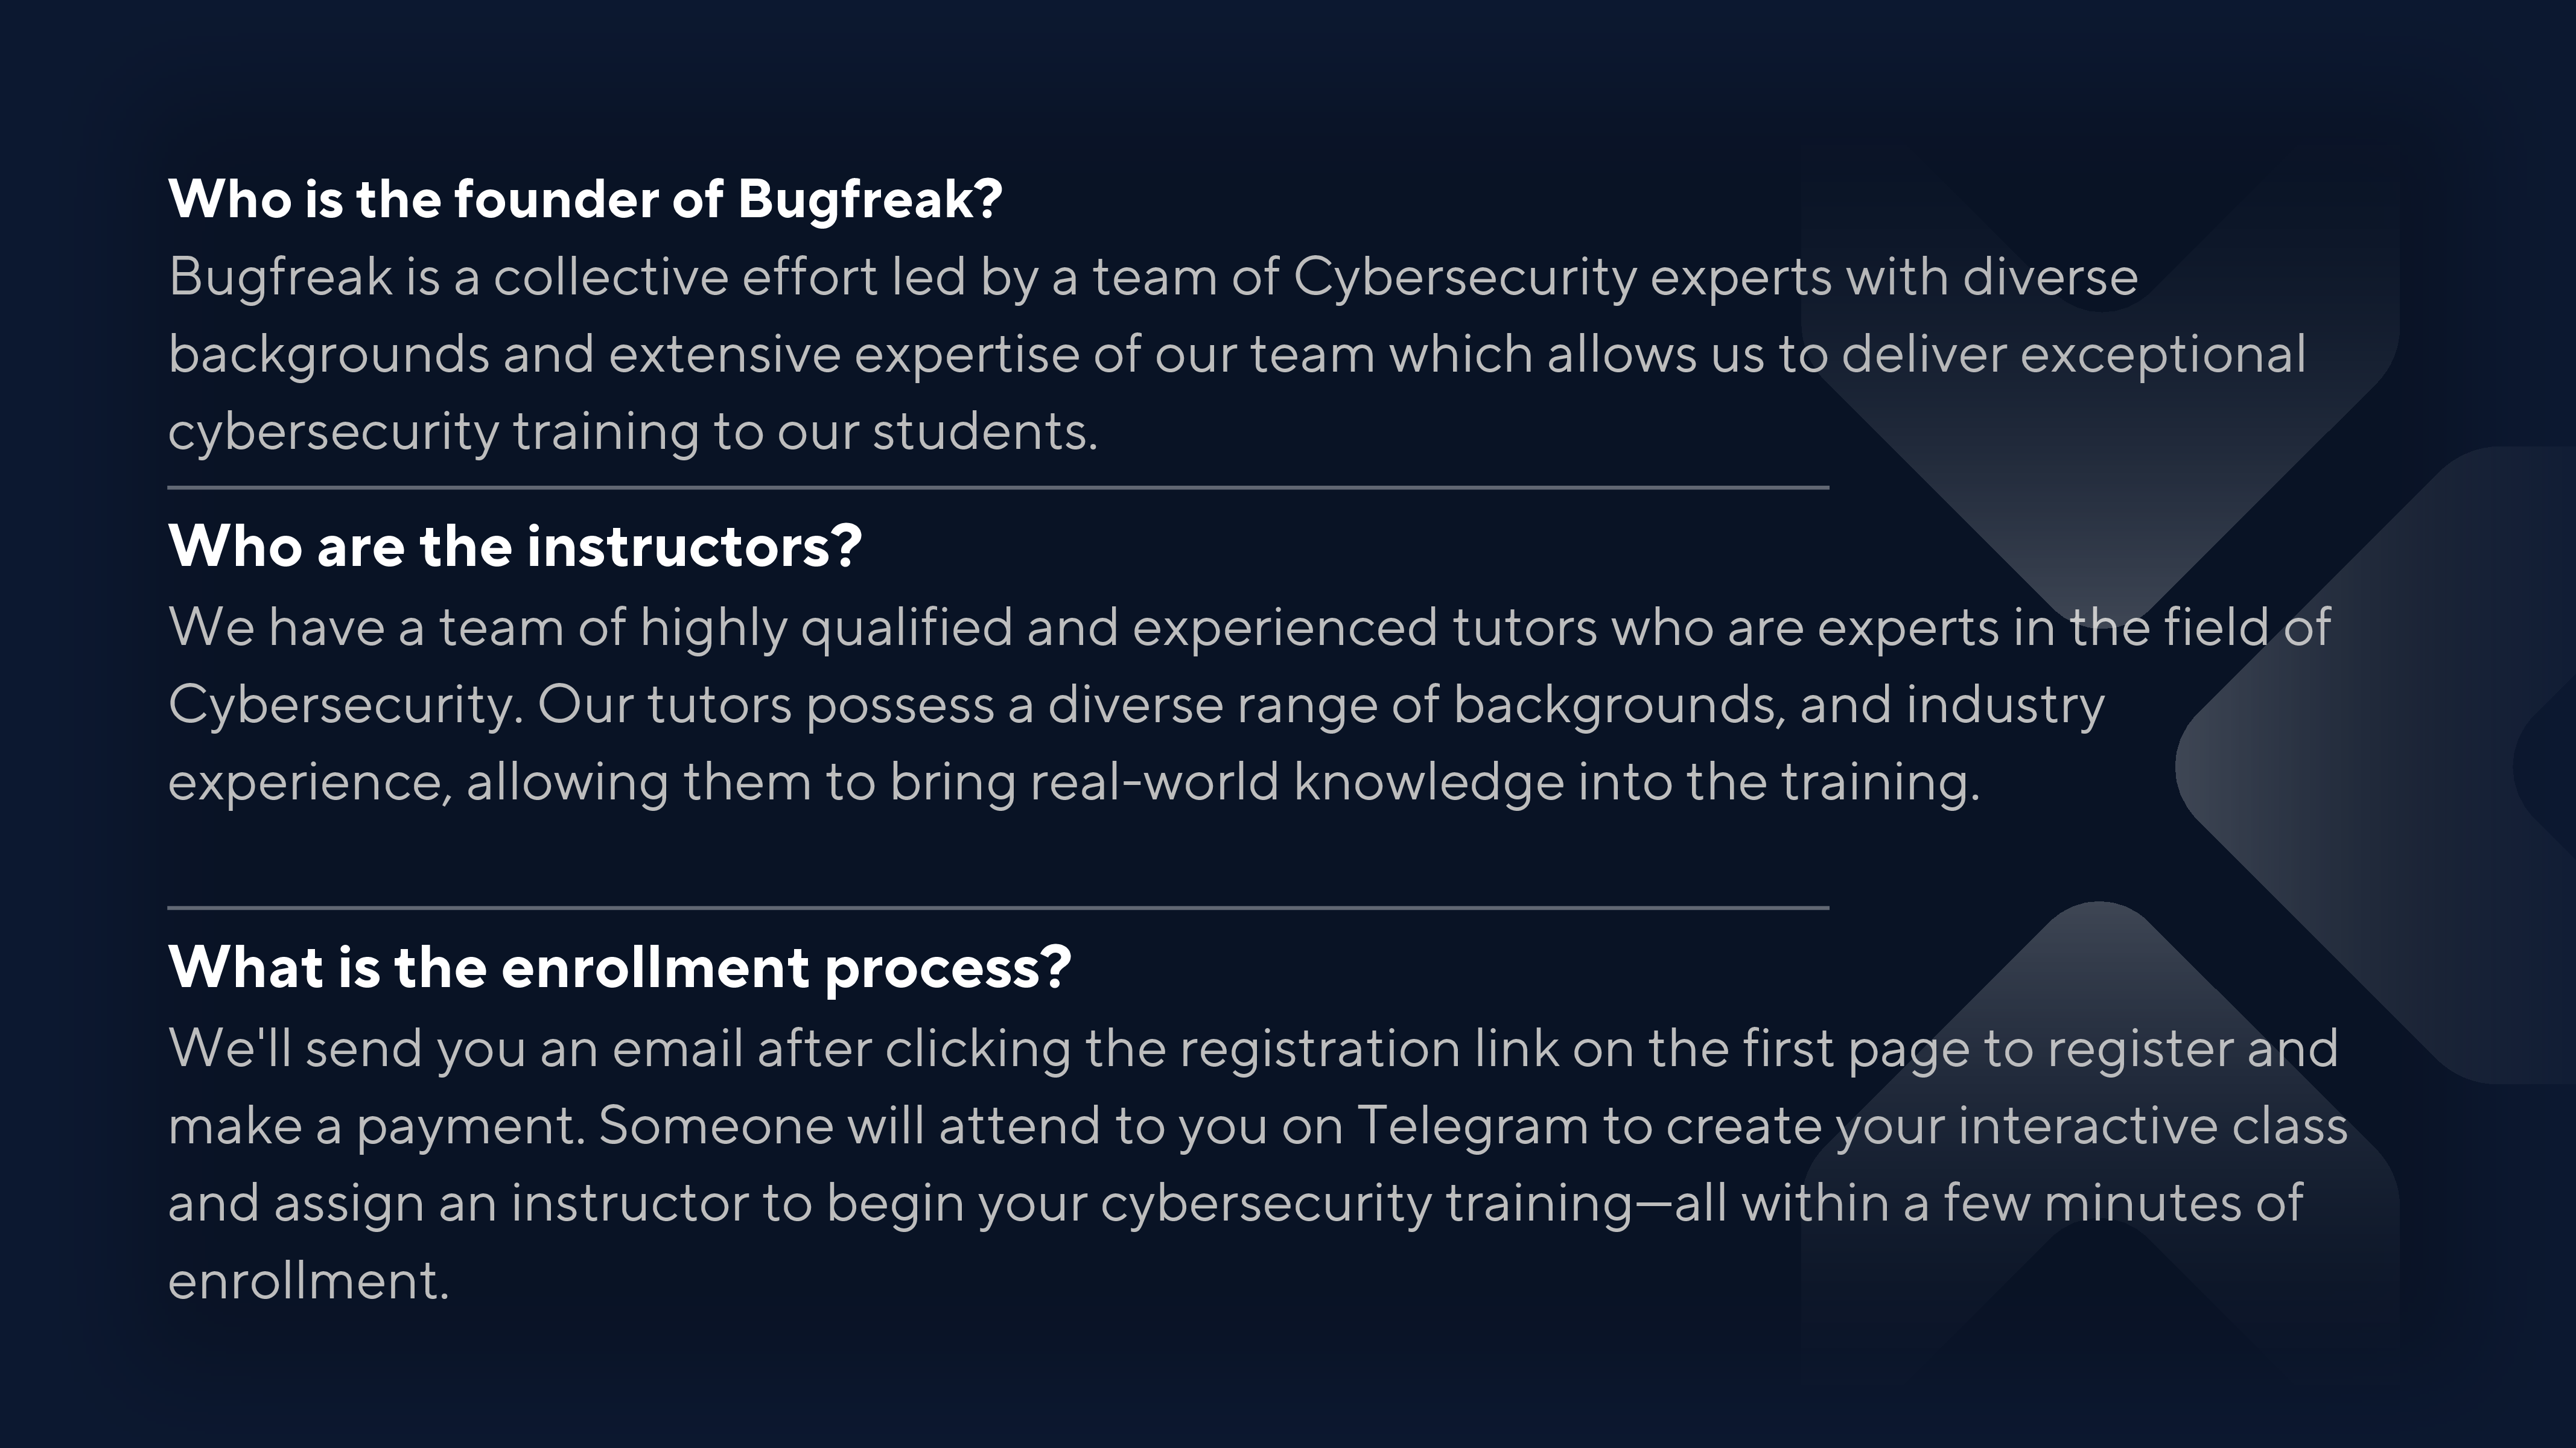 Who is the founder of Bugfreak?
Bugfreak is a collective effort led by a team of Cybersecurity experts with diverse
backgrounds and extensive expertise of our team which allows us to deliver exceptional
cybersecurity training to our students.
Who are the instructors?
We have a team of highly qualified and experienced tutors who are experts in the field of
Cybersecurity. Our tutors possess a diverse range of backgrounds, and industry
experience, allowing them to bring real-world knowledge into the training.
What is the enrollment process?
We'll send you an email after clicking the registration link on the first page to register and
make a payment. Someone will attend to you on Telegram to create your interactive class
and assign an instructor to begin your cybersecurity training—all within a few minutes of
enrollment.